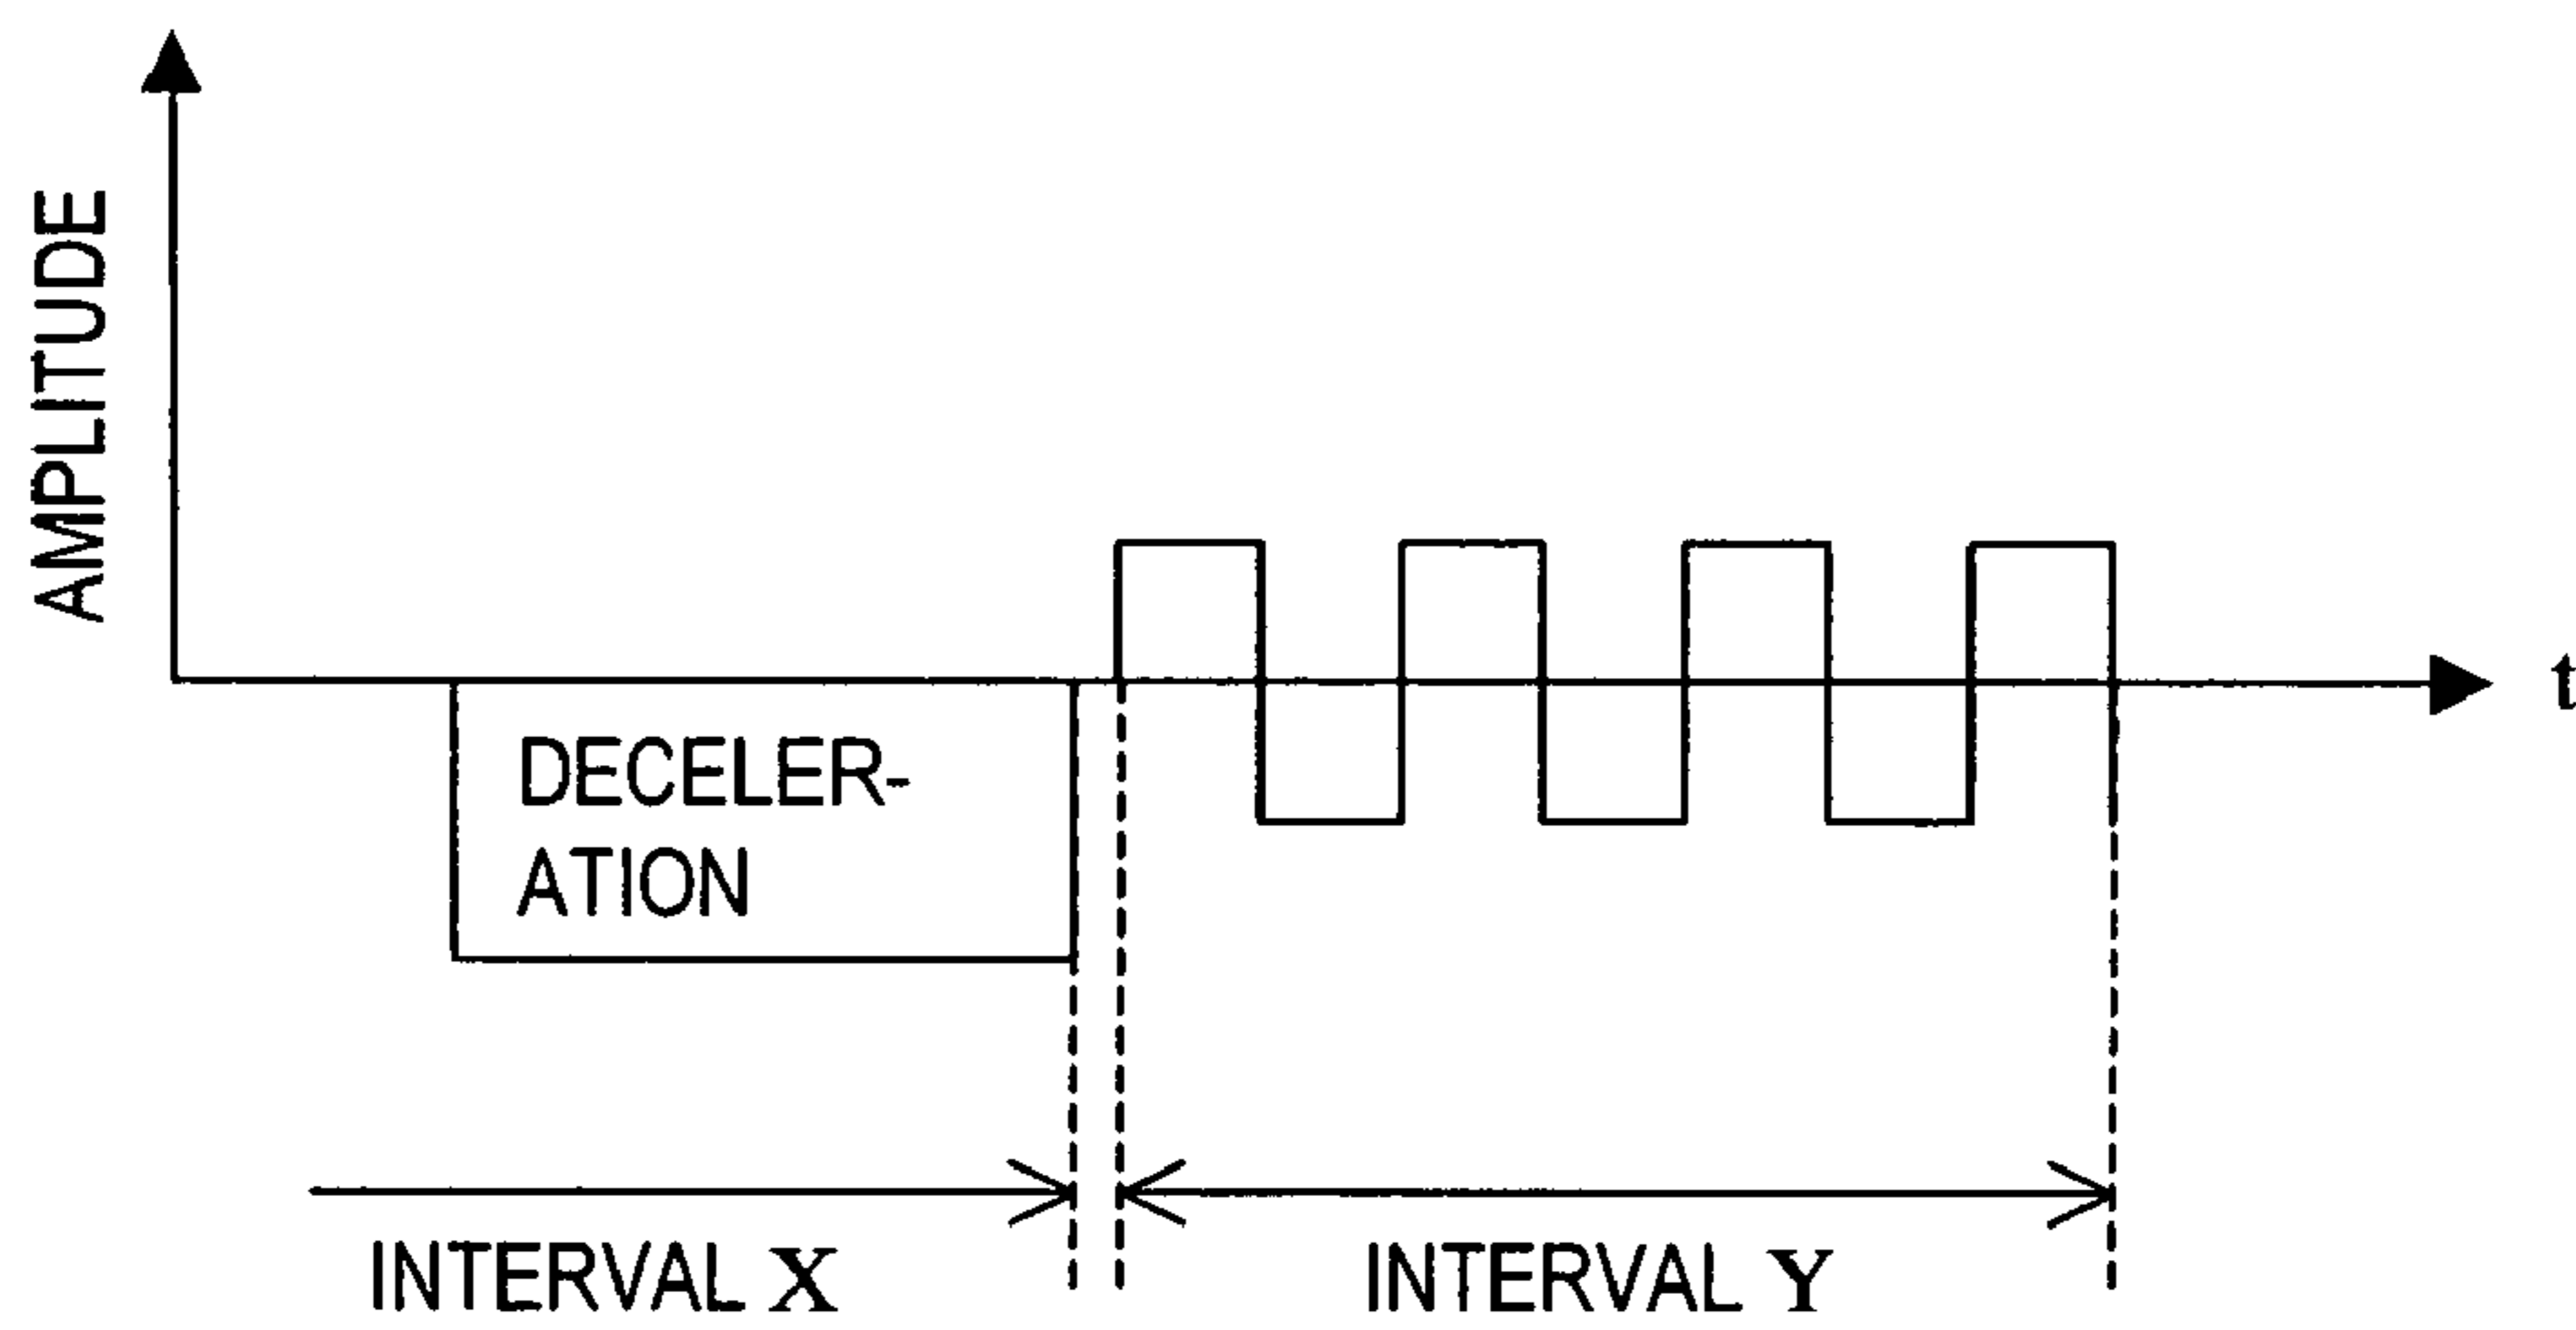 AMPLITUDE
t
DECELER-
ATION
INTERVAL X
INTERVAL Y